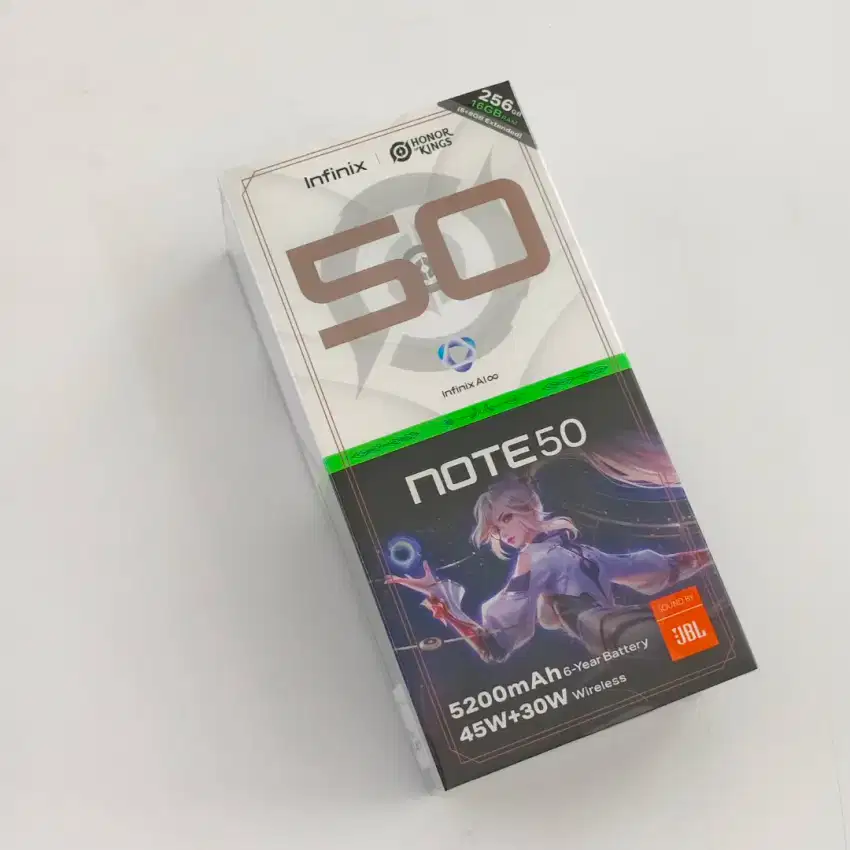 256GB
16GB RAM
(8+8GB Extended)
Infinix | HONOR OF KINGS
50
Infinix AI∞
NOTE50
SOUND BY
JBL
5200mAh 6-Year Battery
45W+30W Wireless